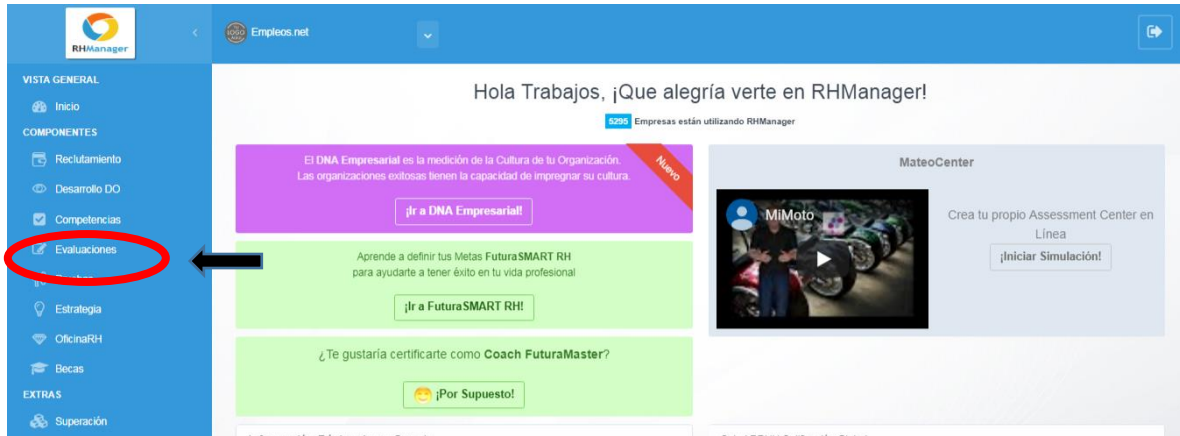 RHManager
Empleos.net
VISTA GENERAL
Inicio
COMPONENTES
Reclutamiento
Desarrollo DO
Competencias
Evaluaciones
Estrategia
OficinaRH
Becas
EXTRAS
Superación
Hola Trabajos, ¡Que alegría verte en RHManager!
5295 Empresas están utilizando RHManager
El DNA Empresarial es la medición de la Cultura de tu Organización.
Las organizaciones exitosas tienen la capacidad de impregnar su cultura.
Nuevo
¡Ir a DNA Empresarial!
Aprende a definir tus Metas FuturaSMART RH
para ayudarte a tener éxito en tu vida profesional
¡Ir a FuturaSMART RH!
¿Te gustaría certificarte como Coach FuturaMaster?
¡Por Supuesto!
MateoCenter
MiMoto
Crea tu propio Assessment Center en
Línea
¡Iniciar Simulación!